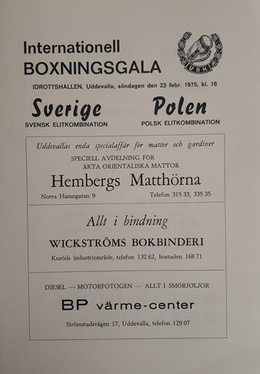 Internationell
BOXNINGSGALA
IDROTTSHALLEN, Uddevalla, söndagen den 23 febr. 1975, kl. 16
Sverige Polen
SVENSK ELITKOMBINATION POLSK ELITKOMBINATION
Uddevallas enda specialaffär för mattor och gardiner
SPECIELL AVDELNING FÖR
ÄKTA ORIENTALISKA MATTOR
Hembergs Matthörna
Norra Hamngatan 9 Telefon 315 33, 335 35
Allt i bindning
WICKSTRÖMS BOKBINDERI
Kuröds industriområde, telefon 132 62, bostaden 168 71
DIESEL — MOTORFOTOGEN — ALLT I SMÖRJOLJOR
BP värme-center
Strömstadsvägen 17, Uddevalla, telefon 129 07